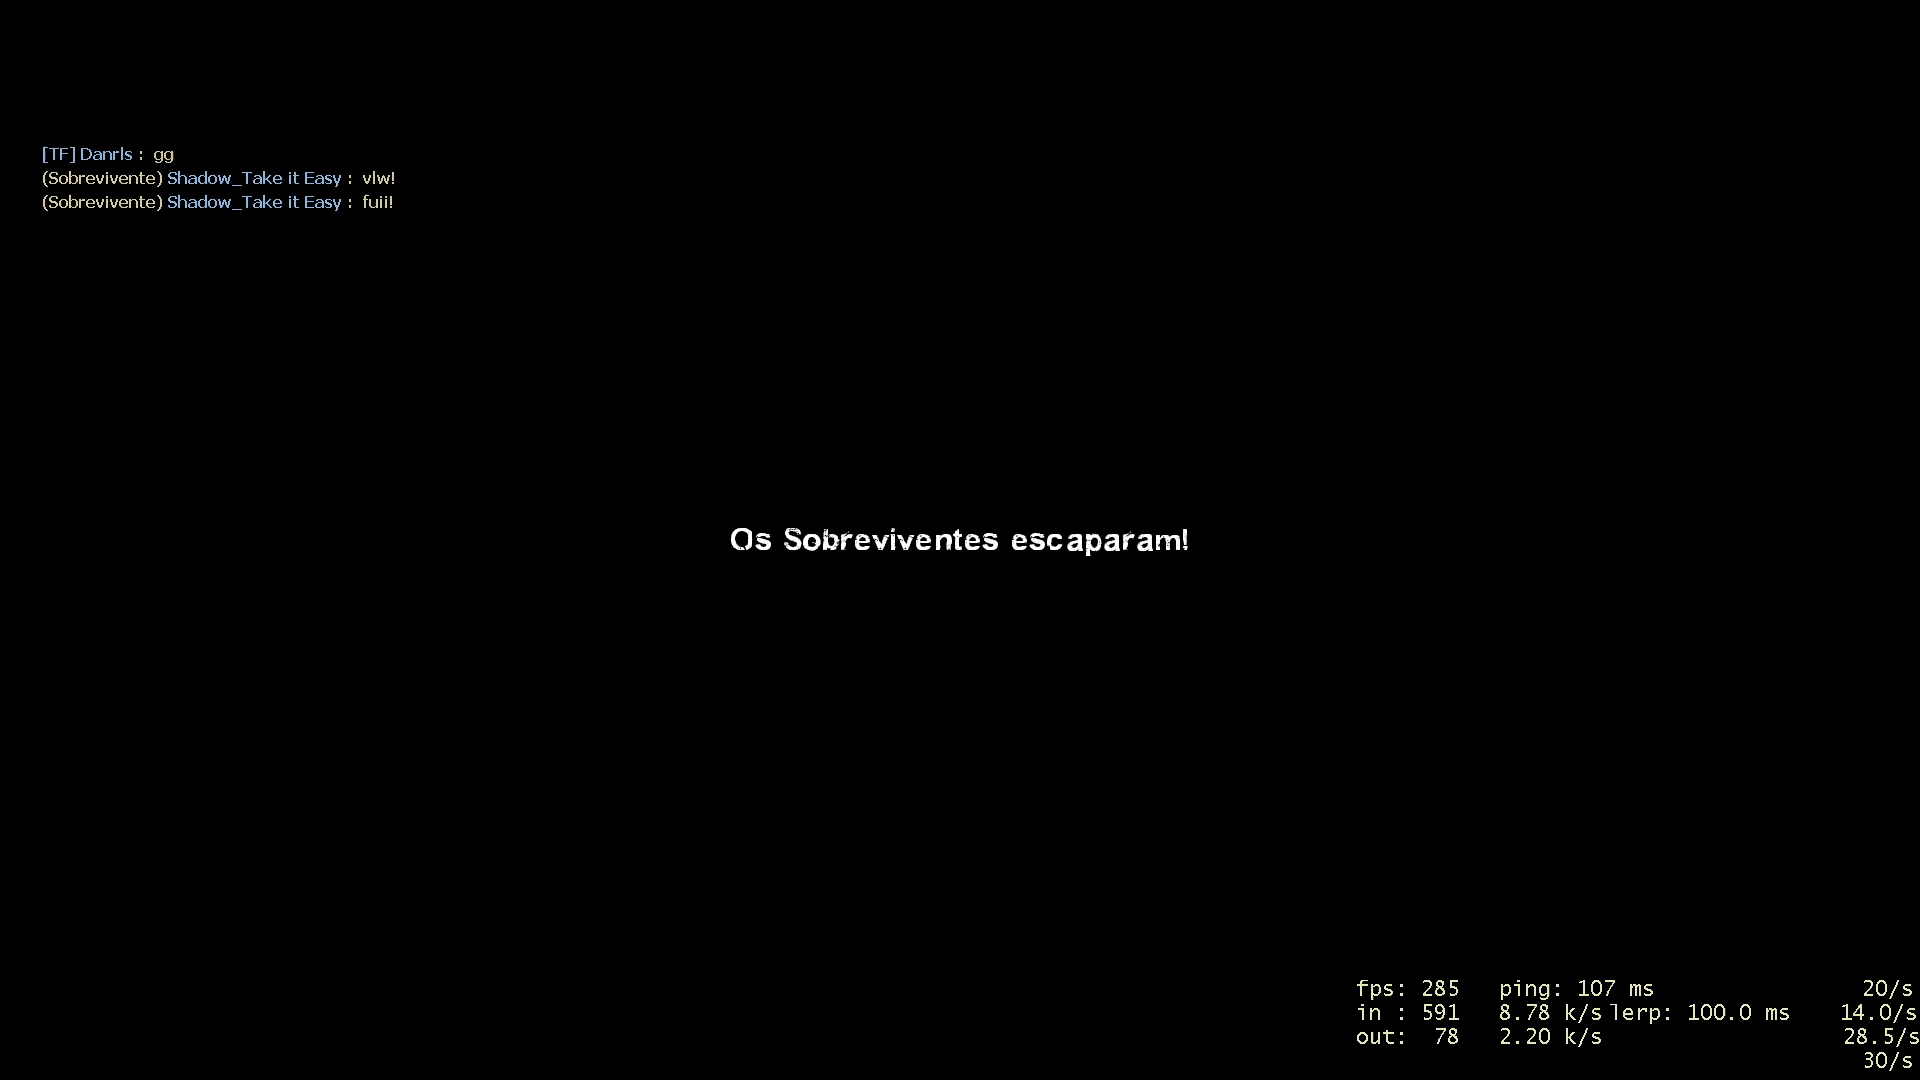 [TF] Danrls :  gg
(Sobrevivente) Shadow_Take it Easy :  vlw!
(Sobrevivente) Shadow_Take it Easy :  fuii!
Os Sobreviventes escaparam!
fps: 285 ping: 107 ms 20/s
in : 591 8.78 k/s lerp: 100.0 ms 14.0/s
out: 78 2.20 k/s 28.5/s
30/s